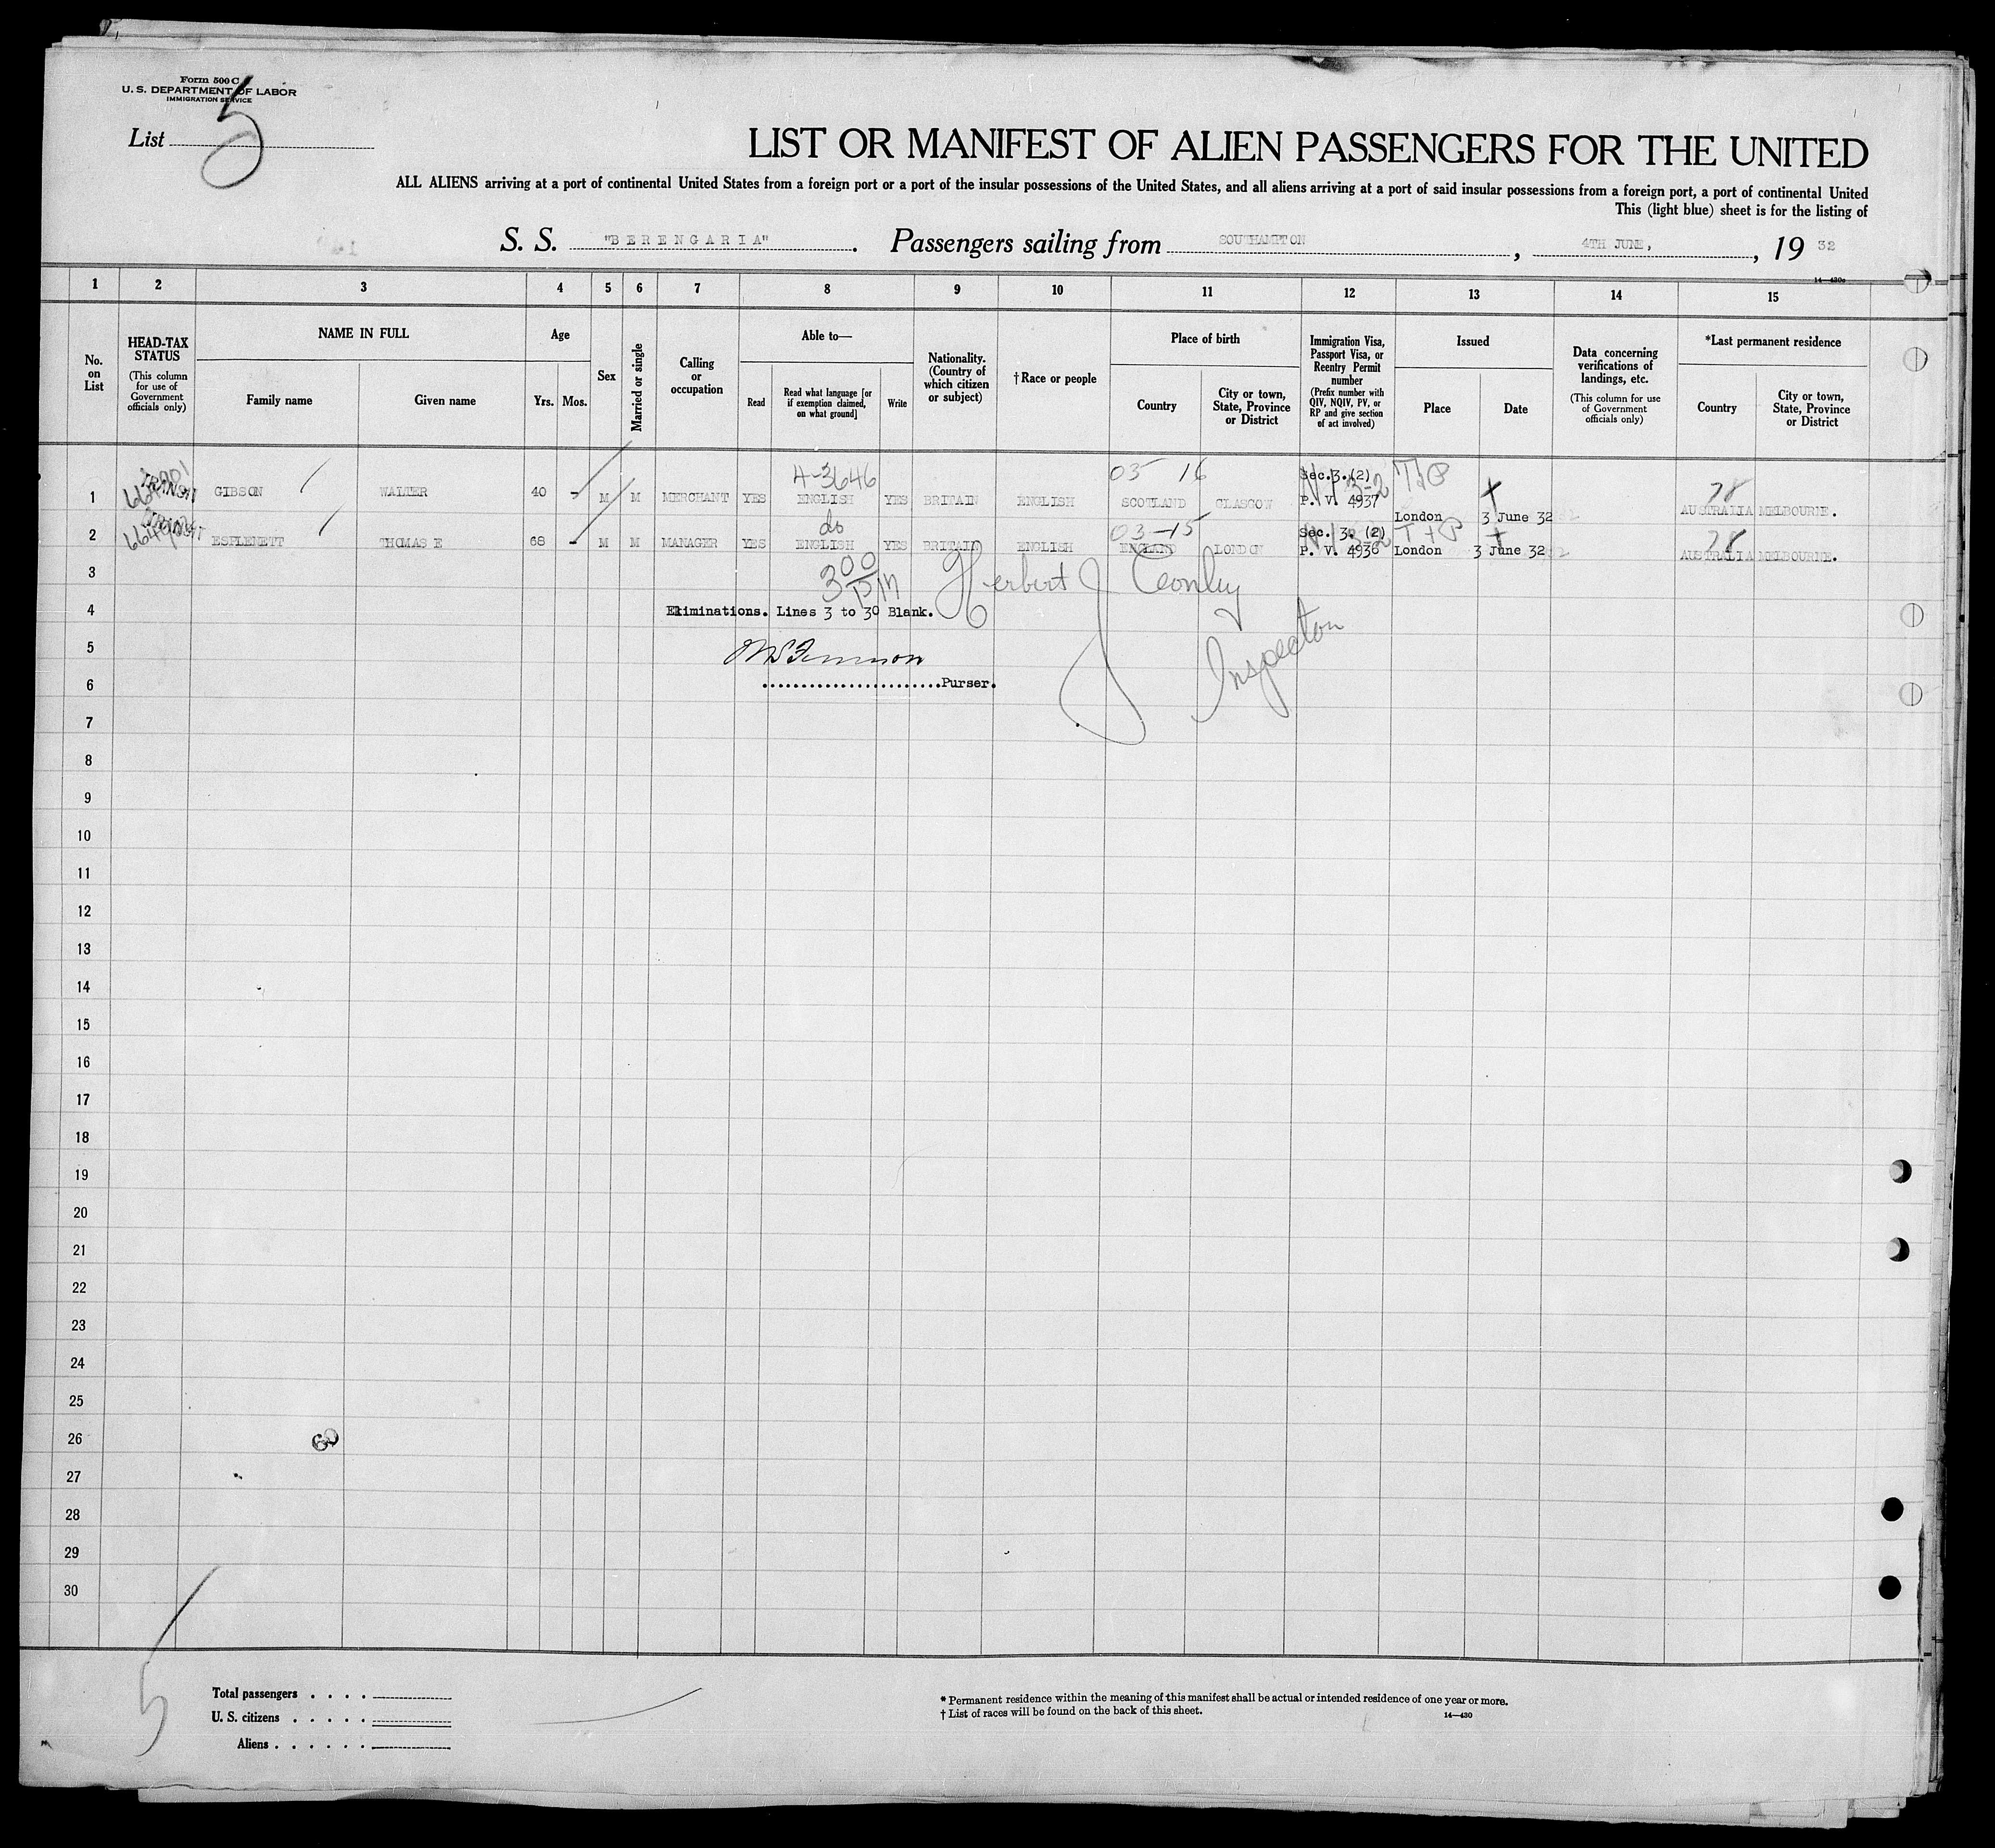 Form 500 C
U. S. DEPARTMENT OF LABOR
IMMIGRATION SERVICE
List 5
LIST OR MANIFEST OF ALIEN PASSENGERS FOR THE UNITED
ALL ALIENS arriving at a port of continental United States from a foreign port or a port of the insular possessions of the United States, and all aliens arriving at a port of said insular possessions from a foreign port, a port of continental United
This (light blue) sheet is for the listing of
S. S. "BERENGARIA". Passengers sailing from SOUTHAMPTON, 4TH JUNE, , 19 32
14—430a
1 2 3 4 5 6 7 8 9 10 11 12 13 14 15
No. on List
HEAD-TAX STATUS
(This column for use of Government officials only)
NAME IN FULL
Family name Given name
Age
Yrs. Mos.
Sex
Married or single
Calling or occupation
Able to—
Read
Read what language [or if exemption claimed, on what ground]
Write
Nationality. (Country of which citizen or subject)
†Race or people
Place of birth
Country
City or town, State, Province or District
Immigration Visa, Passport Visa, or Reentry Permit number
(Prefix number with QIV, NQIV, PV, or RP and give section of act involved)
Issued
Place Date
Data concerning verifications of landings, etc.
(This column for use of Government officials only)
*Last permanent residence
Country
City or town, State, Province or District
A-3646 03 16 Sec.3.(2)
1 TRANSIT GIBSON WALTER 40 - M M MERCHANT YES ENGLISH YES BRITAIN ENGLISH SCOTLAND GLASGOW P. V. 4937 London 3 June 32 AUSTRALIA MELBOURNE.
do 03-15 Sec. 3. (2)
2 TRANSIT ESPLENETT THOMAS E 68 - M M MANAGER YES ENGLISH YES BRITAIN ENGLISH ENGLAND LONDON P. V. 4936 London 3 June 32 AUSTRALIA MELBOURNE.
3 300 PM Herbert J Conley
4 Eliminations. Lines 3 to 30 Blank.
Inspector
5
6 .......................Purser.
7
8
9
10
11
12
13
14
15
16
17
18
19
20
21
22
23
24
25
26
27
28
29
30
5
Total passengers . . . .
U. S. citizens . . . . .
Aliens . . . . . .
* Permanent residence within the meaning of this manifest shall be actual or intended residence of one year or more.
† List of races will be found on the back of this sheet.
14—430